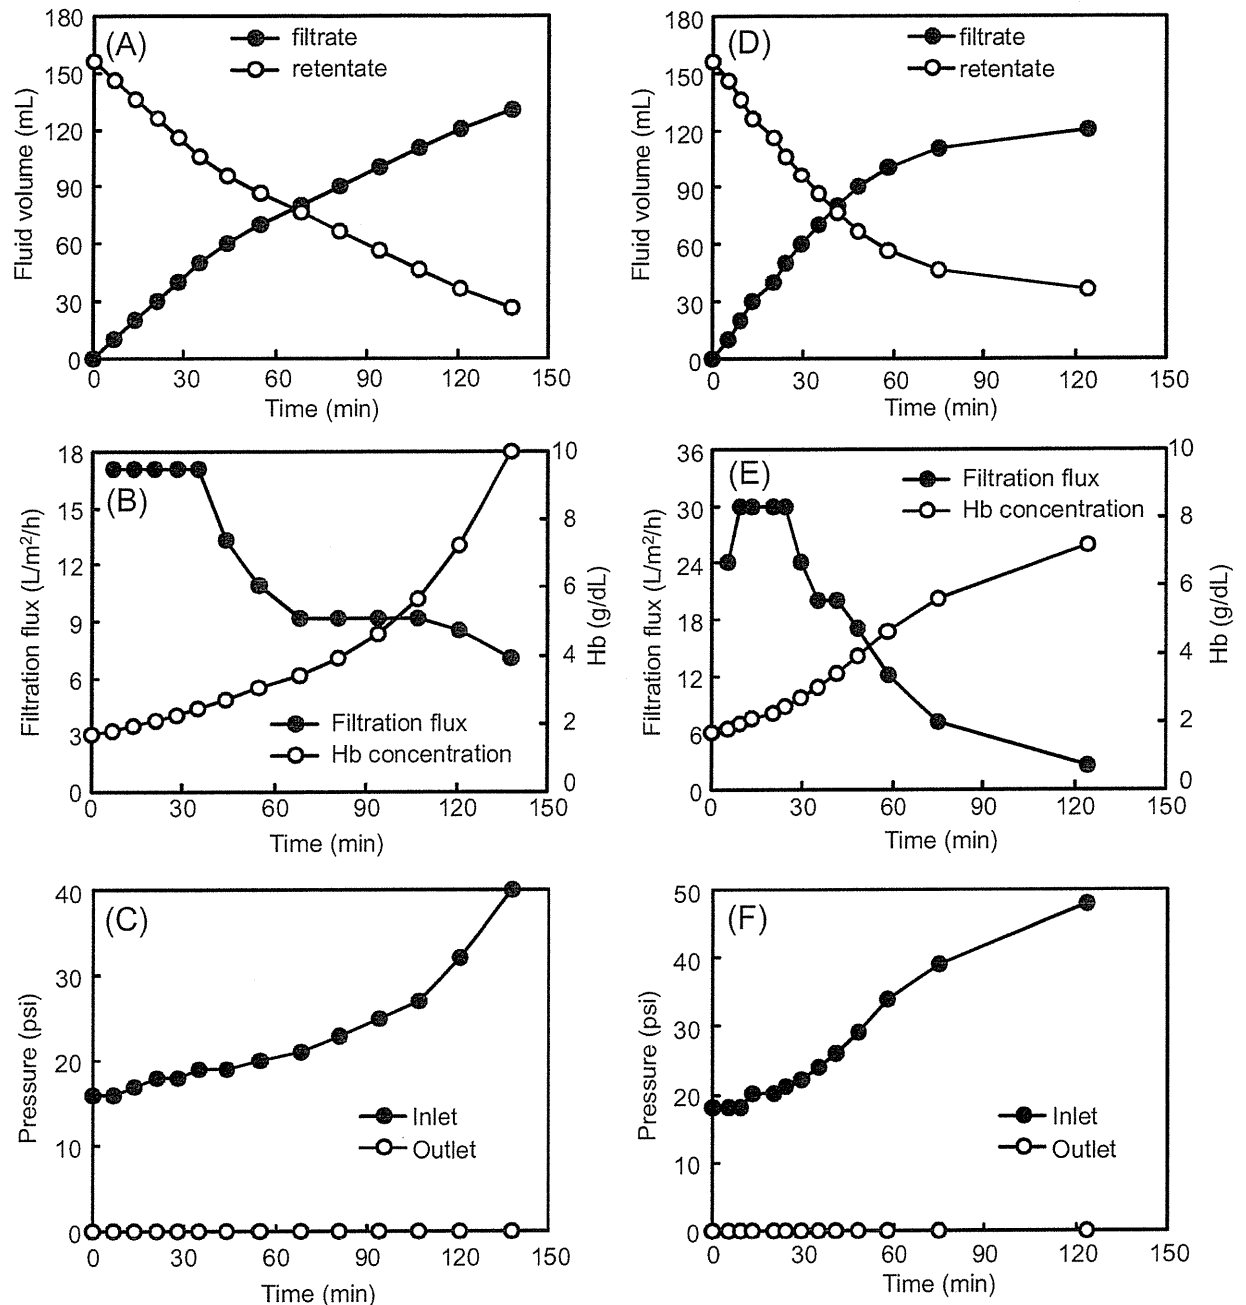 (A)
filtrate
retentate
Fluid volume (mL)
180
150
120
90
60
30
0
0 30 60 90 120 150
Time (min)
(D)
filtrate
retentate
Fluid volume (mL)
180
150
120
90
60
30
0
0 30 60 90 120 150
Time (min)
(B)
Filtration flux (L/m²/h)
18
15
12
9
6
3
0
10
8
6
4
2
0
Hb (g/dL)
Filtration flux
Hb concentration
0 30 60 90 120 150
Time (min)
(E)
Filtration flux
Hb concentration
Filtration flux (L/m²/h)
36
30
24
18
12
6
0
10
8
6
4
2
0
Hb (g/dL)
0 30 60 90 120 150
Time (min)
(C)
Pressure (psi)
40
30
20
10
0
Inlet
Outlet
0 30 60 90 120 150
Time (min)
(F)
Pressure (psi)
50
40
30
20
10
0
Inlet
Outlet
0 30 60 90 120 150
Time (min)